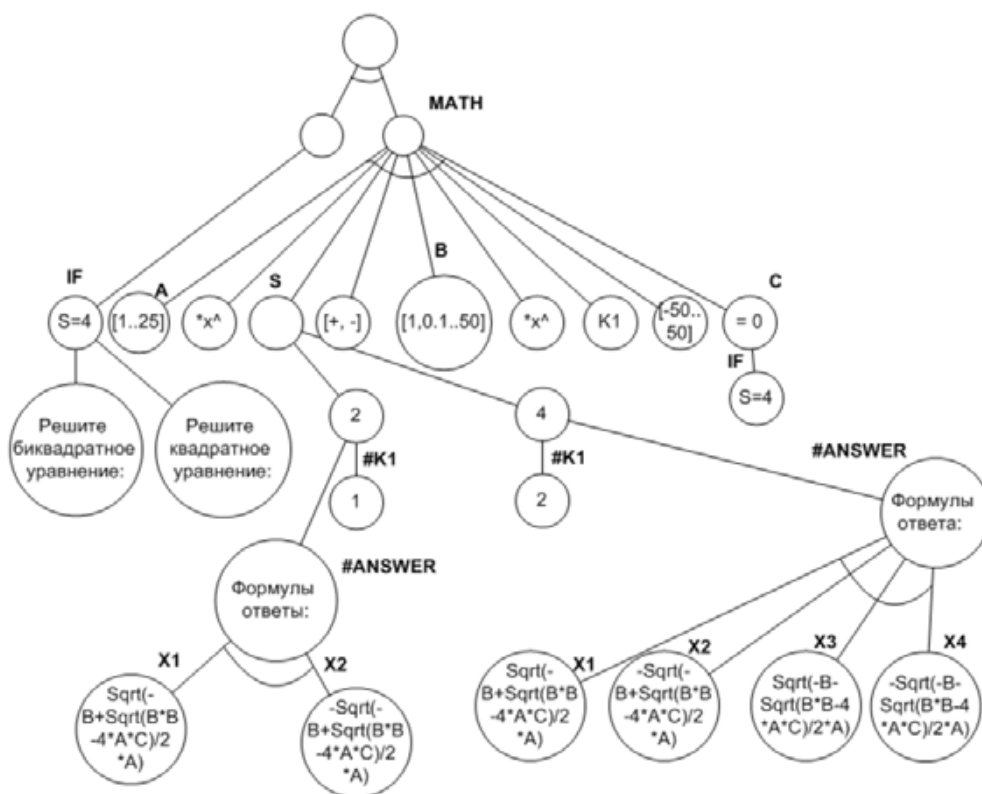 MATH
IF
A
S
B
C
S=4
[1..25]
*x^
[+, -]
[1,0.1..50]
*x^
K1
[-50..
50]
= 0
IF
S=4
Решите
биквадратное
уравнение:
Решите
квадратное
уравнение:
2
#K1
1
4
#K1
2
#ANSWER
Формулы
ответа:
#ANSWER
Формулы
ответы:
X1
Sqrt(-
B+Sqrt(B*B
-4*A*C)/2
*A)
X2
-Sqrt(-
B+Sqrt(B*B
-4*A*C)/2
*A)
X1
Sqrt(-
B+Sqrt(B*B
-4*A*C)/2
*A)
X2
-Sqrt(-
B+Sqrt(B*B
-4*A*C)/2
*A)
X3
Sqrt(-B-
Sqrt(B*B-4
*A*C)/2*A)
X4
-Sqrt(-B-
Sqrt(B*B-4
*A*C)/2*A)